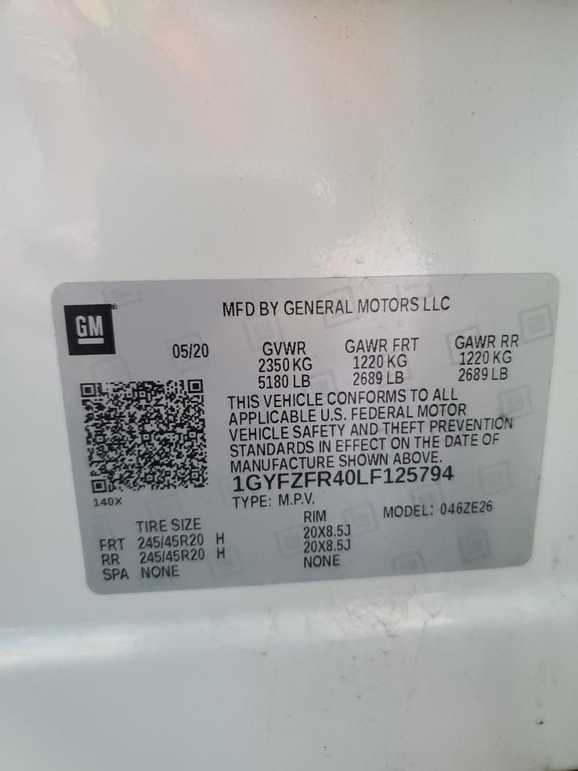 GM
MFD BY GENERAL MOTORS LLC
05/20 GVWR GAWR FRT GAWR RR
2350 KG 1220 KG 1220 KG
5180 LB 2689 LB 2689 LB
THIS VEHICLE CONFORMS TO ALL
APPLICABLE U.S. FEDERAL MOTOR
VEHICLE SAFETY AND THEFT PREVENTION
STANDARDS IN EFFECT ON THE DATE OF
MANUFACTURE SHOWN ABOVE.
1GYFZFR40LF125794
140X
TYPE: M.P.V. MODEL: 046ZE26
TIRE SIZE RIM
FRT 245/45R20 H 20X8.5J
RR 245/45R20 H 20X8.5J
SPA NONE NONE